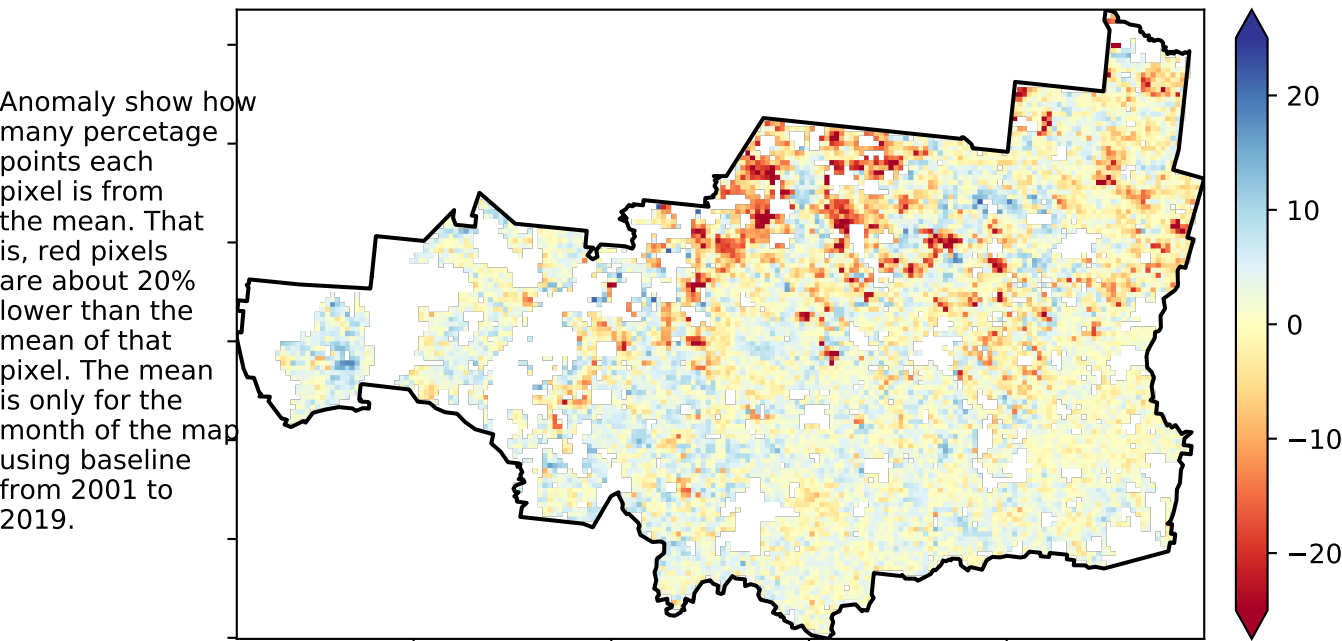 Anomaly show how
many percetage
points each
pixel is from
the mean. That
is, red pixels
are about 20%
lower than the
mean of that
pixel. The mean
is only for the
month of the map
using baseline
from 2001 to
2019.
20
10
0
−10
−20